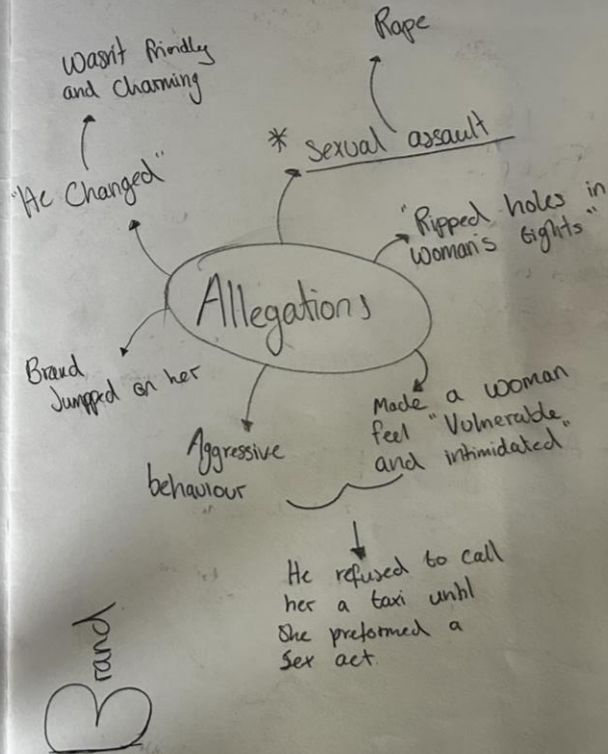 Rape
Wasn't friendly
and Charming
* Sexual assault
"He Changed"
"Ripped holes in
woman's tights"
Allegations
Brand
Jumpped on her
Made a woman
feel "Vulnerable
and intimidated"
Aggressive
behaviour
He refused to call
her a taxi until
She preformed a
Sex act
Brand